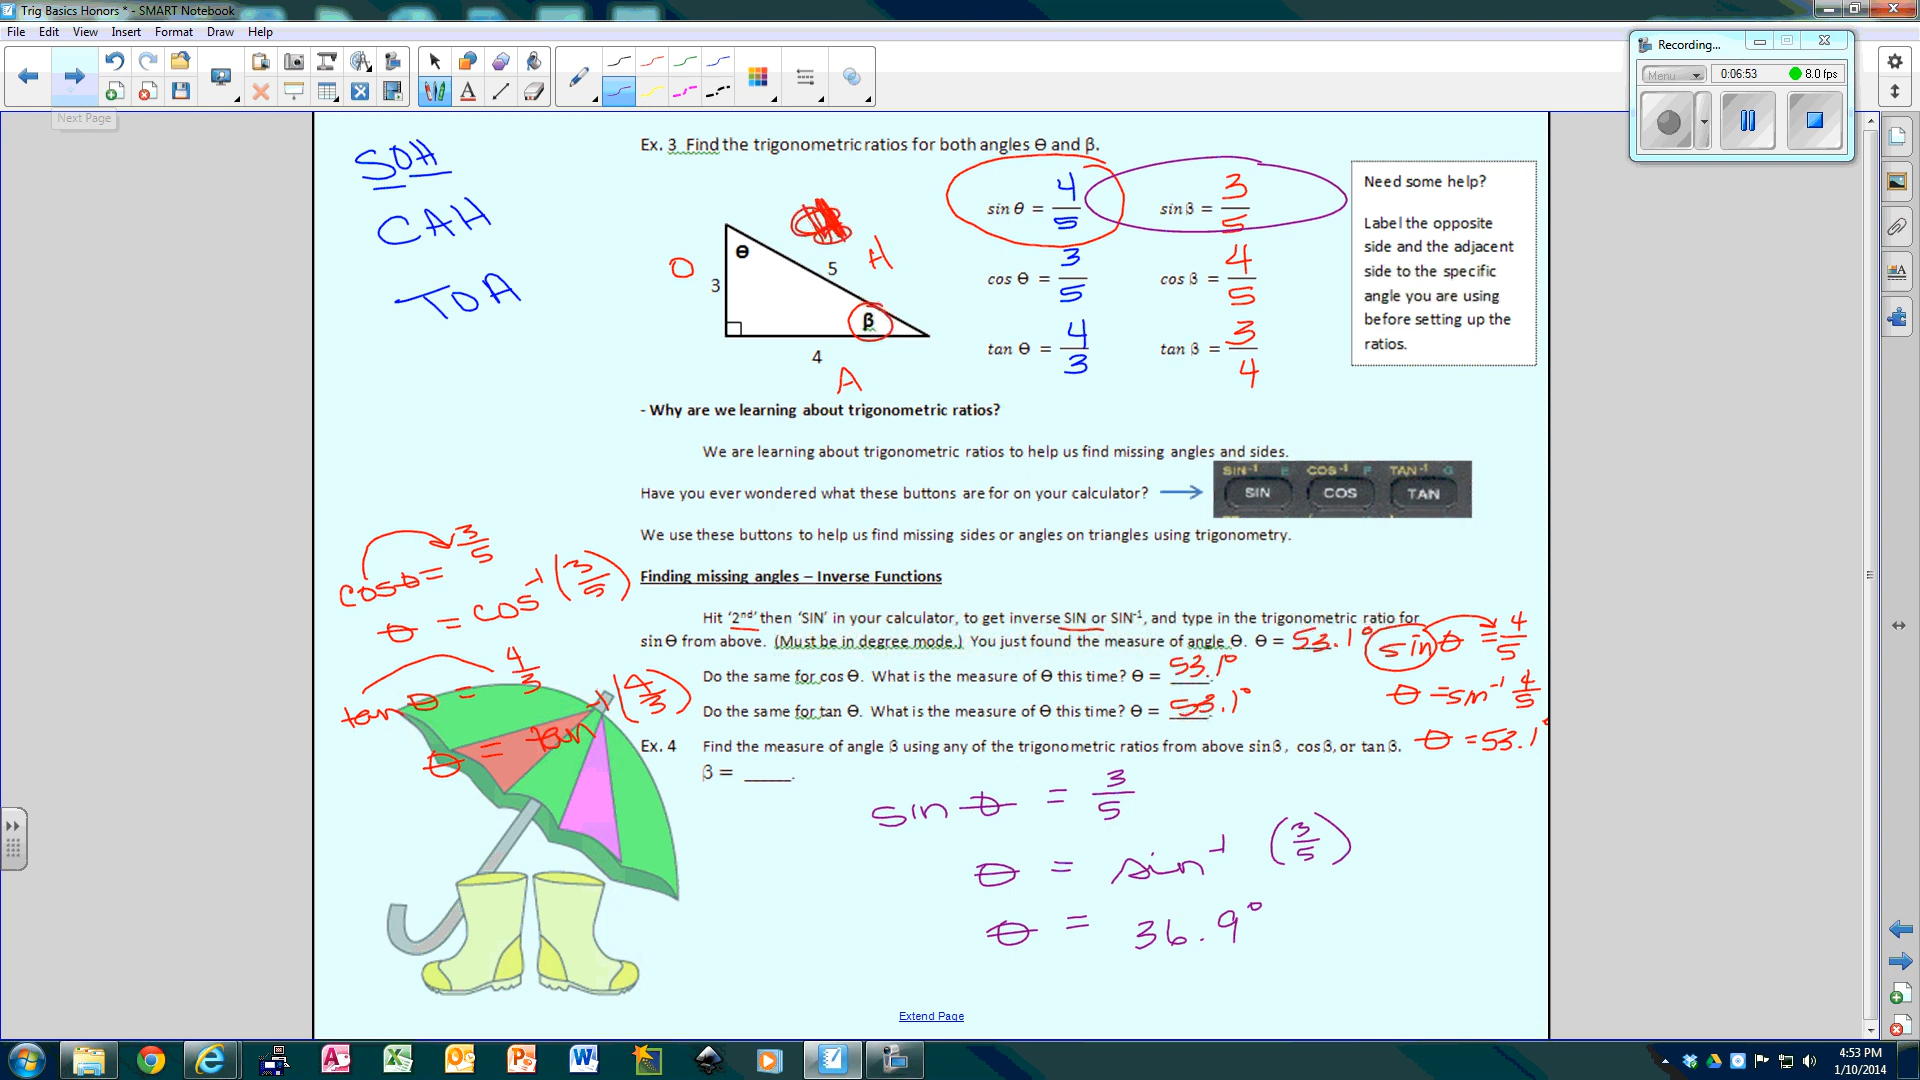 Trig Basics Honors * - SMART Notebook
File Edit View Insert Format Draw Help
Next Page
Recording...
Menu
0:06:53
8.0 fps
SOH
CAH
TOA
Ex. 3 Find the trigonometric ratios for both angles ϴ and β.
sin θ = 4/5
sin β = 3/5
cos ϴ = 3/5
cos β = 4/5
tan ϴ = 4/3
tan β = 3/4
O
3
ϴ
5
H
β
4
A
Need some help?
Label the opposite
side and the adjacent
side to the specific
angle you are using
before setting up the
ratios.
- Why are we learning about trigonometric ratios?
We are learning about trigonometric ratios to help us find missing angles and sides.
Have you ever wondered what these buttons are for on your calculator?
SIN⁻¹ E COS⁻¹ F TAN⁻¹ G
SIN COS TAN
We use these buttons to help us find missing sides or angles on triangles using trigonometry.
cos θ = 3/5
θ = cos⁻¹ (3/5)
tan θ = 4/3
θ = tan⁻¹ (4/3)
Finding missing angles – Inverse Functions
Hit ‘2nd’ then ‘SIN’ in your calculator, to get inverse SIN or SIN⁻¹, and type in the trigonometric ratio for
sin ϴ from above. (Must be in degree mode.) You just found the measure of angle ϴ. ϴ = 53.1°
Do the same for cos ϴ. What is the measure of ϴ this time? ϴ = 53.1°.
Do the same for tan ϴ. What is the measure of ϴ this time? ϴ = 53.1°.
sin θ = 4/5
θ = sin⁻¹ 4/5
θ = 53.1°
Ex. 4 Find the measure of angle β using any of the trigonometric ratios from above sin β, cos β, or tan β.
β = _____.
sin θ = 3/5
θ = sin⁻¹ (3/5)
θ = 36.9°
Extend Page
4:53 PM
1/10/2014